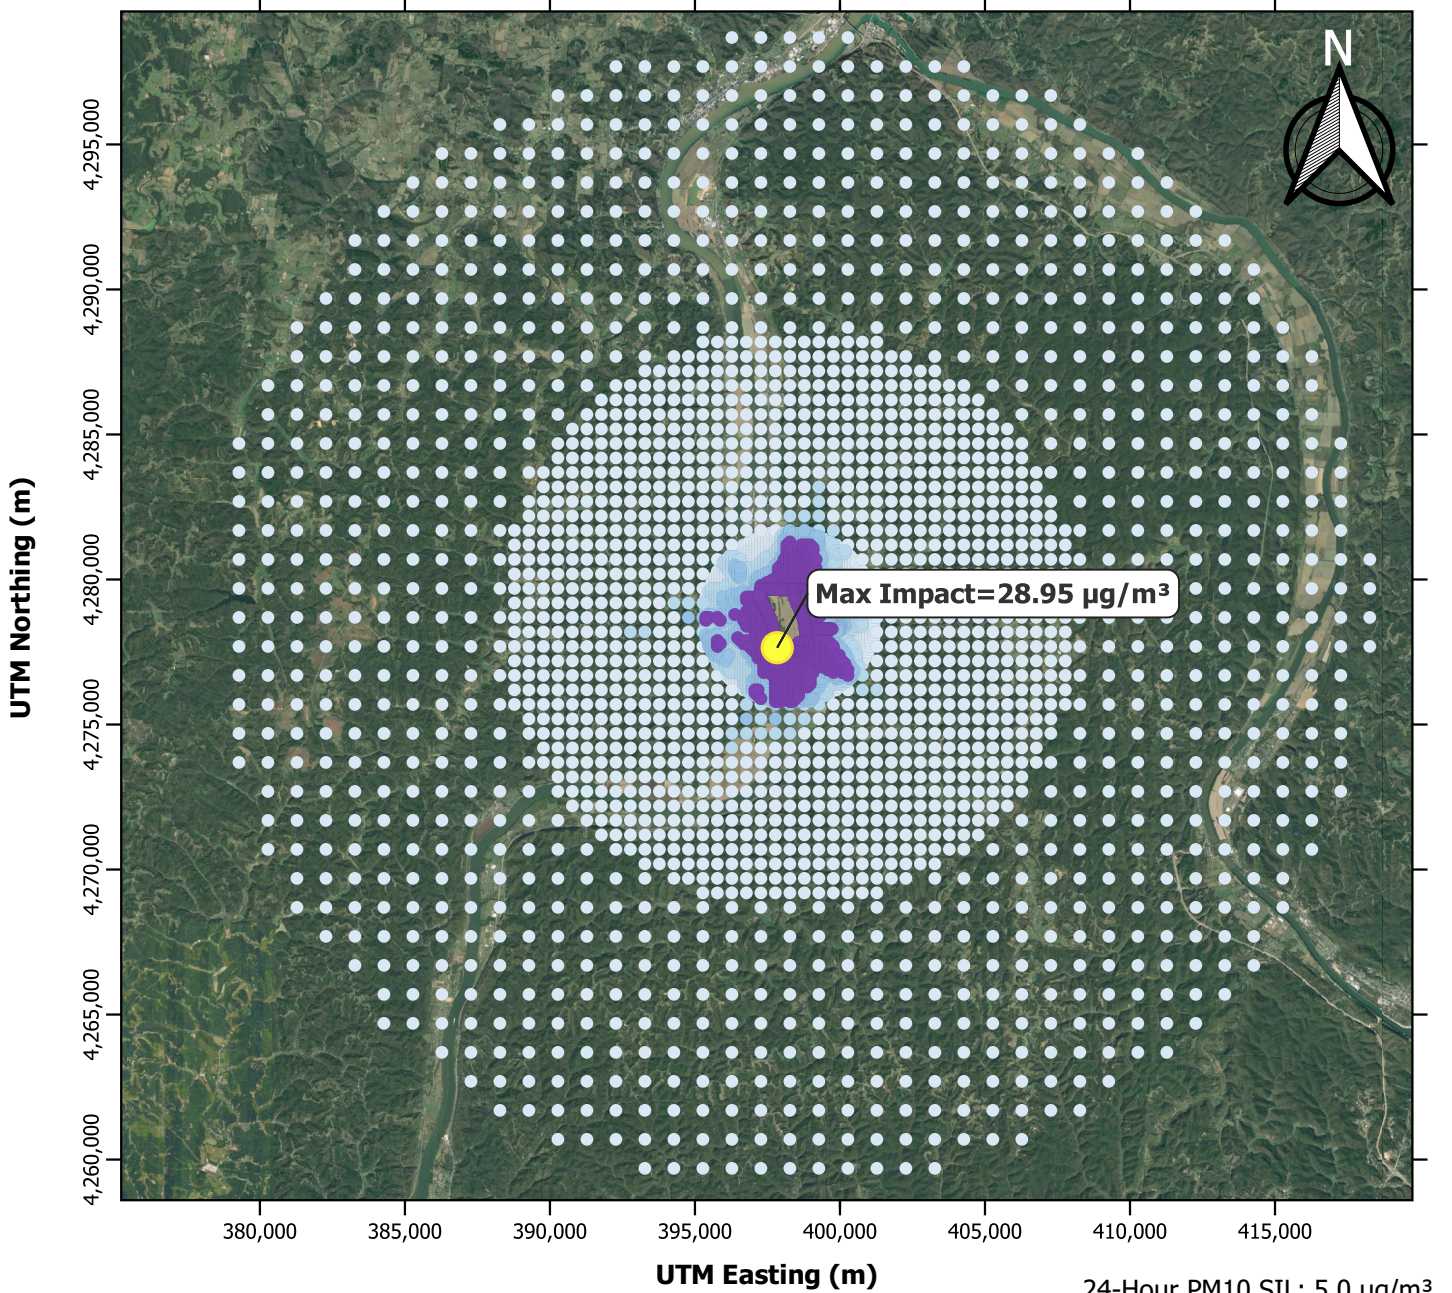 N
4,295,000
4,290,000
4,285,000
4,280,000
4,275,000
4,270,000
4,265,000
4,260,000
UTM Northing (m)
Max Impact=28.95 µg/m³
380,000 385,000 390,000 395,000 400,000 405,000 410,000 415,000
UTM Easting (m)
24-Hour PM10 SIL: 5.0 µg/m³